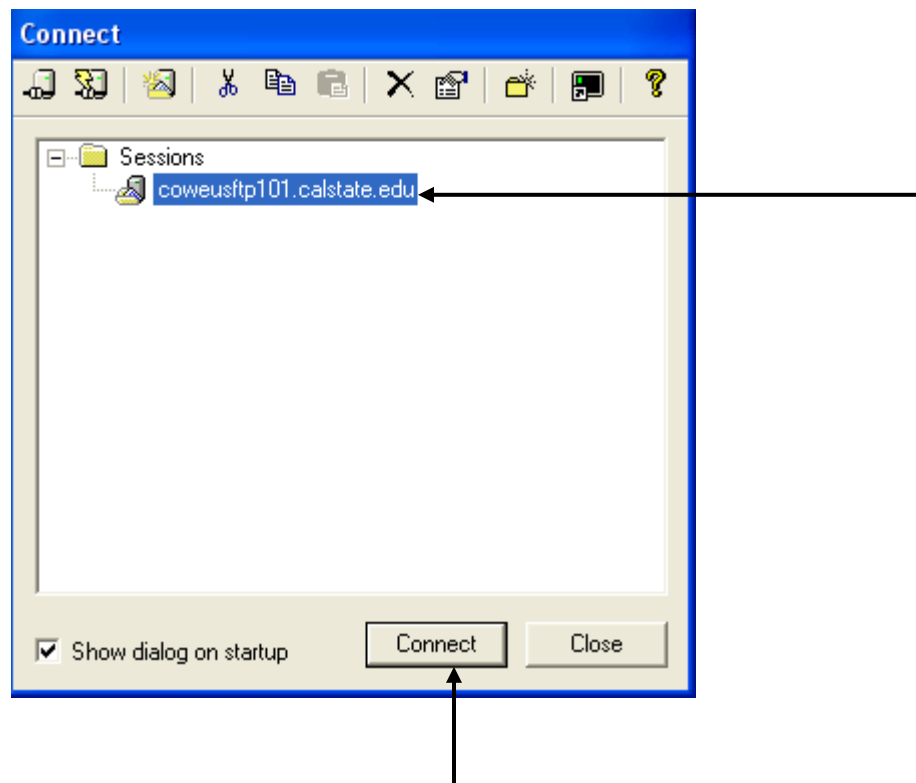 Connect
Sessions
coweusftp101.calstate.edu
Show dialog on startup
Connect
Close